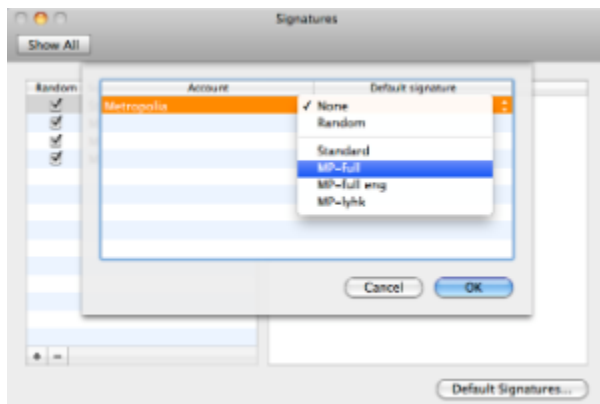 Signatures
Show All
Random
Account
Default signature
Metropolia
✓ None
Random
Standard
MP-full
MP-full eng
MP-lyhk
Cancel
OK
+ -
Default Signatures...